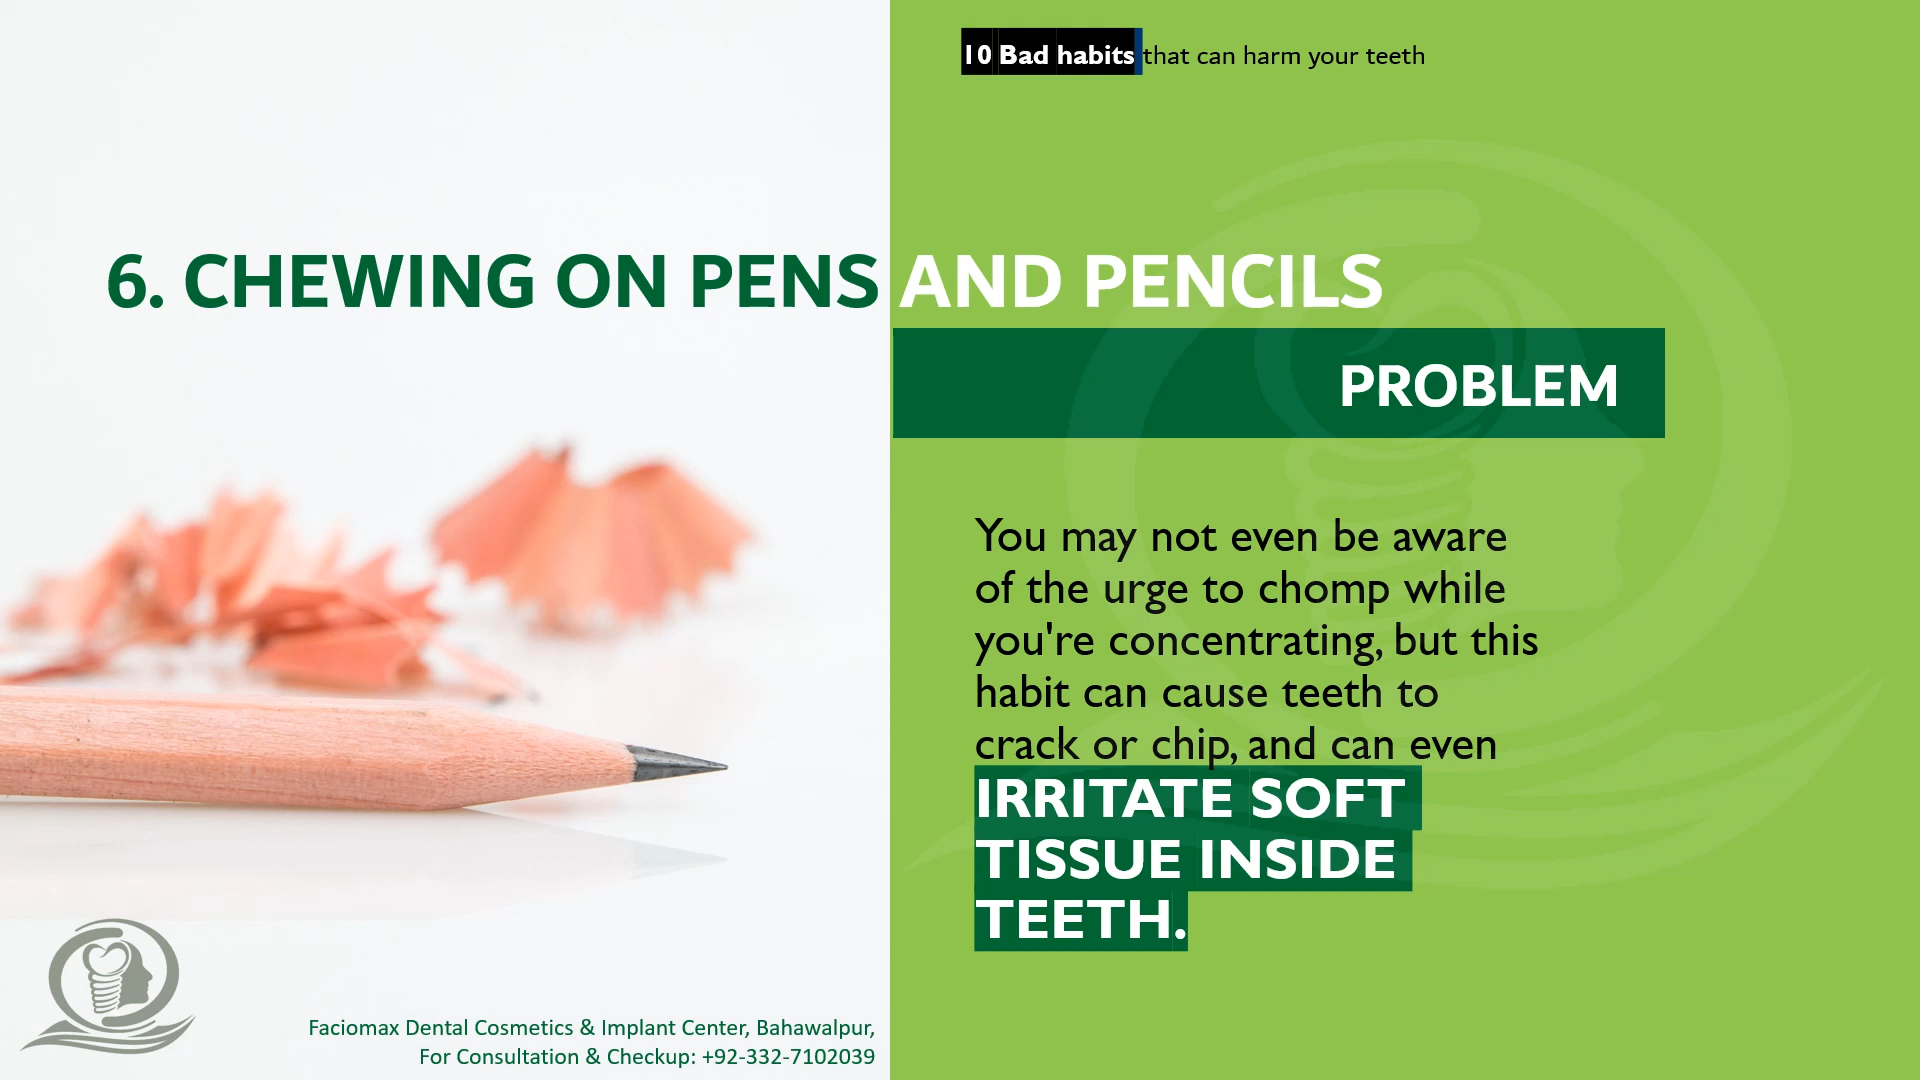 10 Bad habits that can harm your teeth
6. CHEWING ON PENS AND PENCILS
PROBLEM
You may not even be aware
of the urge to chomp while
you're concentrating, but this
habit can cause teeth to
crack or chip, and can even
IRRITATE SOFT
TISSUE INSIDE
TEETH.
Faciomax Dental Cosmetics & Implant Center, Bahawalpur,
For Consultation & Checkup: +92-332-7102039